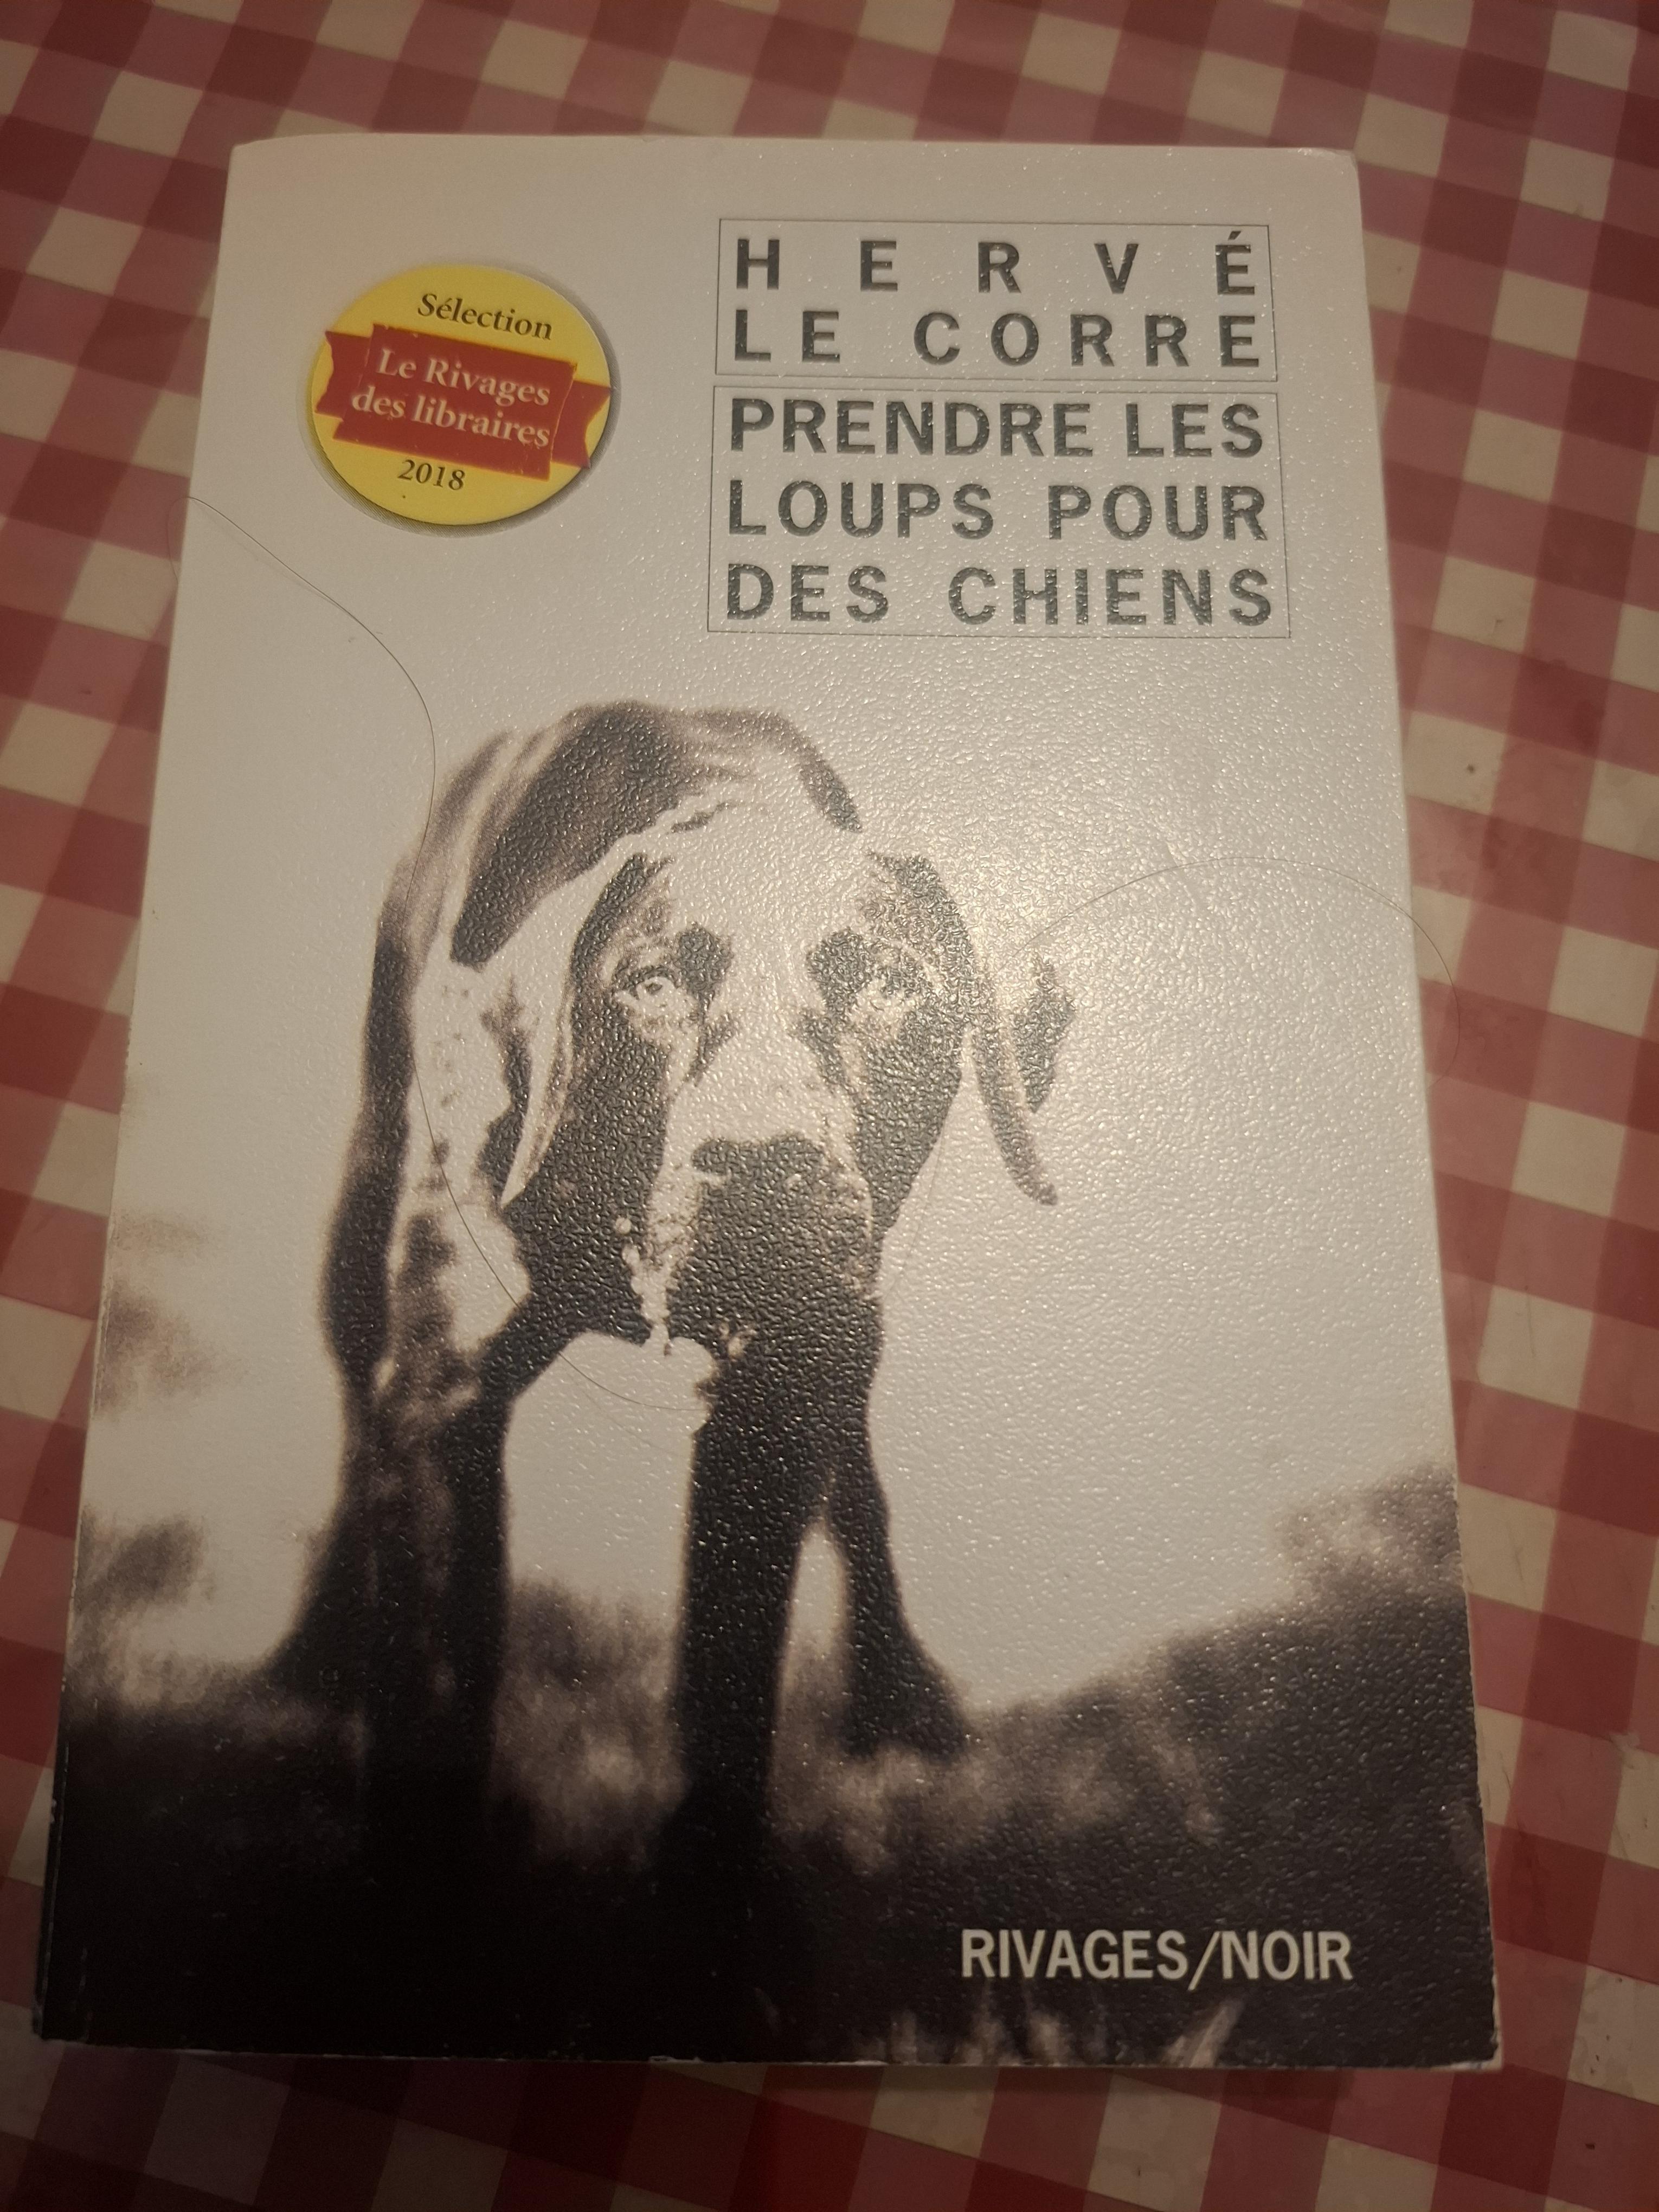 Sélection
Le Rivages
des libraires
2018
HERVÉ
LE CORRE
PRENDRE LES
LOUPS POUR
DES CHIENS
RIVAGES/NOIR